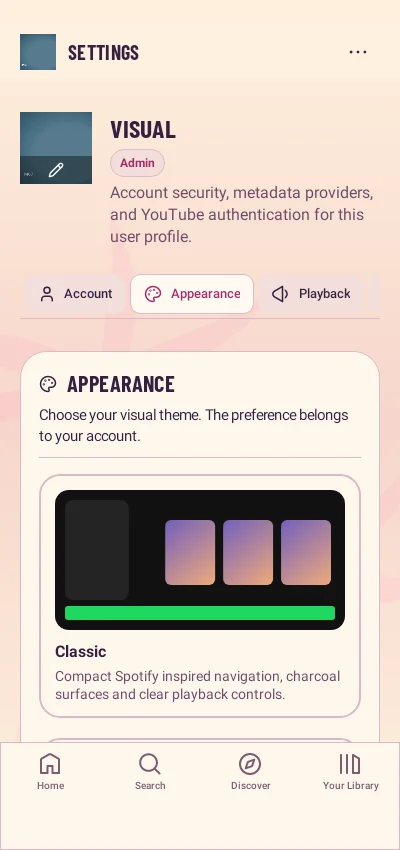 SETTINGS
VISUAL
Admin
Account security, metadata providers,
and YouTube authentication for this
user profile.
Account
Appearance
Playback
APPEARANCE
Choose your visual theme. The preference belongs
to your account.
Classic
Compact Spotify inspired navigation, charcoal
surfaces and clear playback controls.
Home
Search
Discover
Your Library